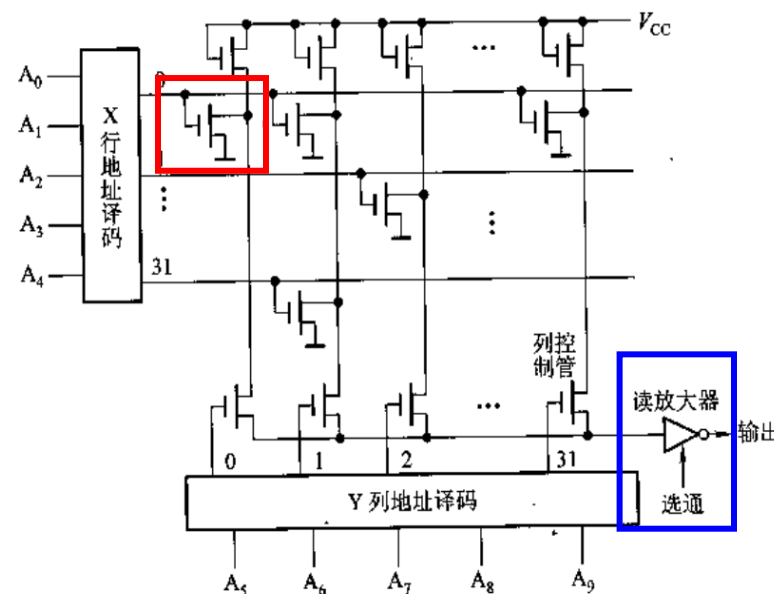 V_CC
...
A₀
0
A₁
X
行
地
址
译
码
A₂
⋮
⋮
A₃
A₄
31
列控
制管
读放大器
...
输出
0
1
2
31
选通
Y 列地址译码
A₅
A₆
A₇
A₈
A₉